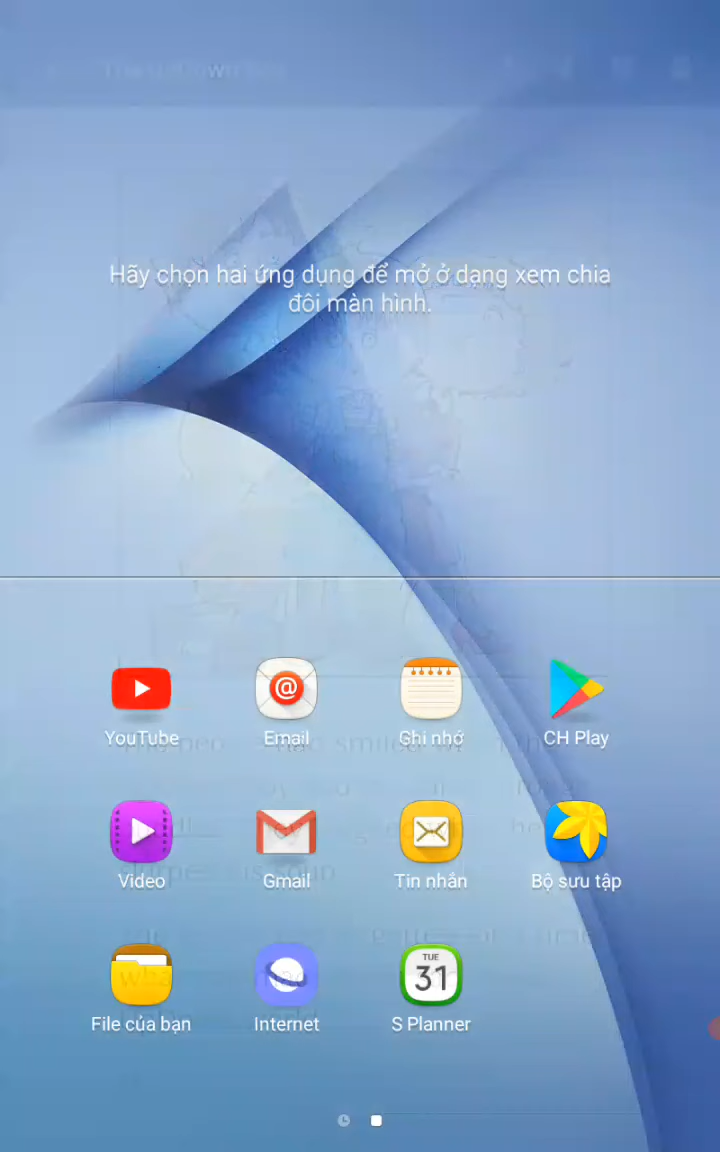 Hãy chọn hai ứng dụng để mở ở dạng xem chia
đôi màn hình.
YouTube
Email
Ghi nhớ
CH Play
Video
Gmail
Tin nhắn
Bộ sưu tập
TUE
31
File của bạn
Internet
S Planner